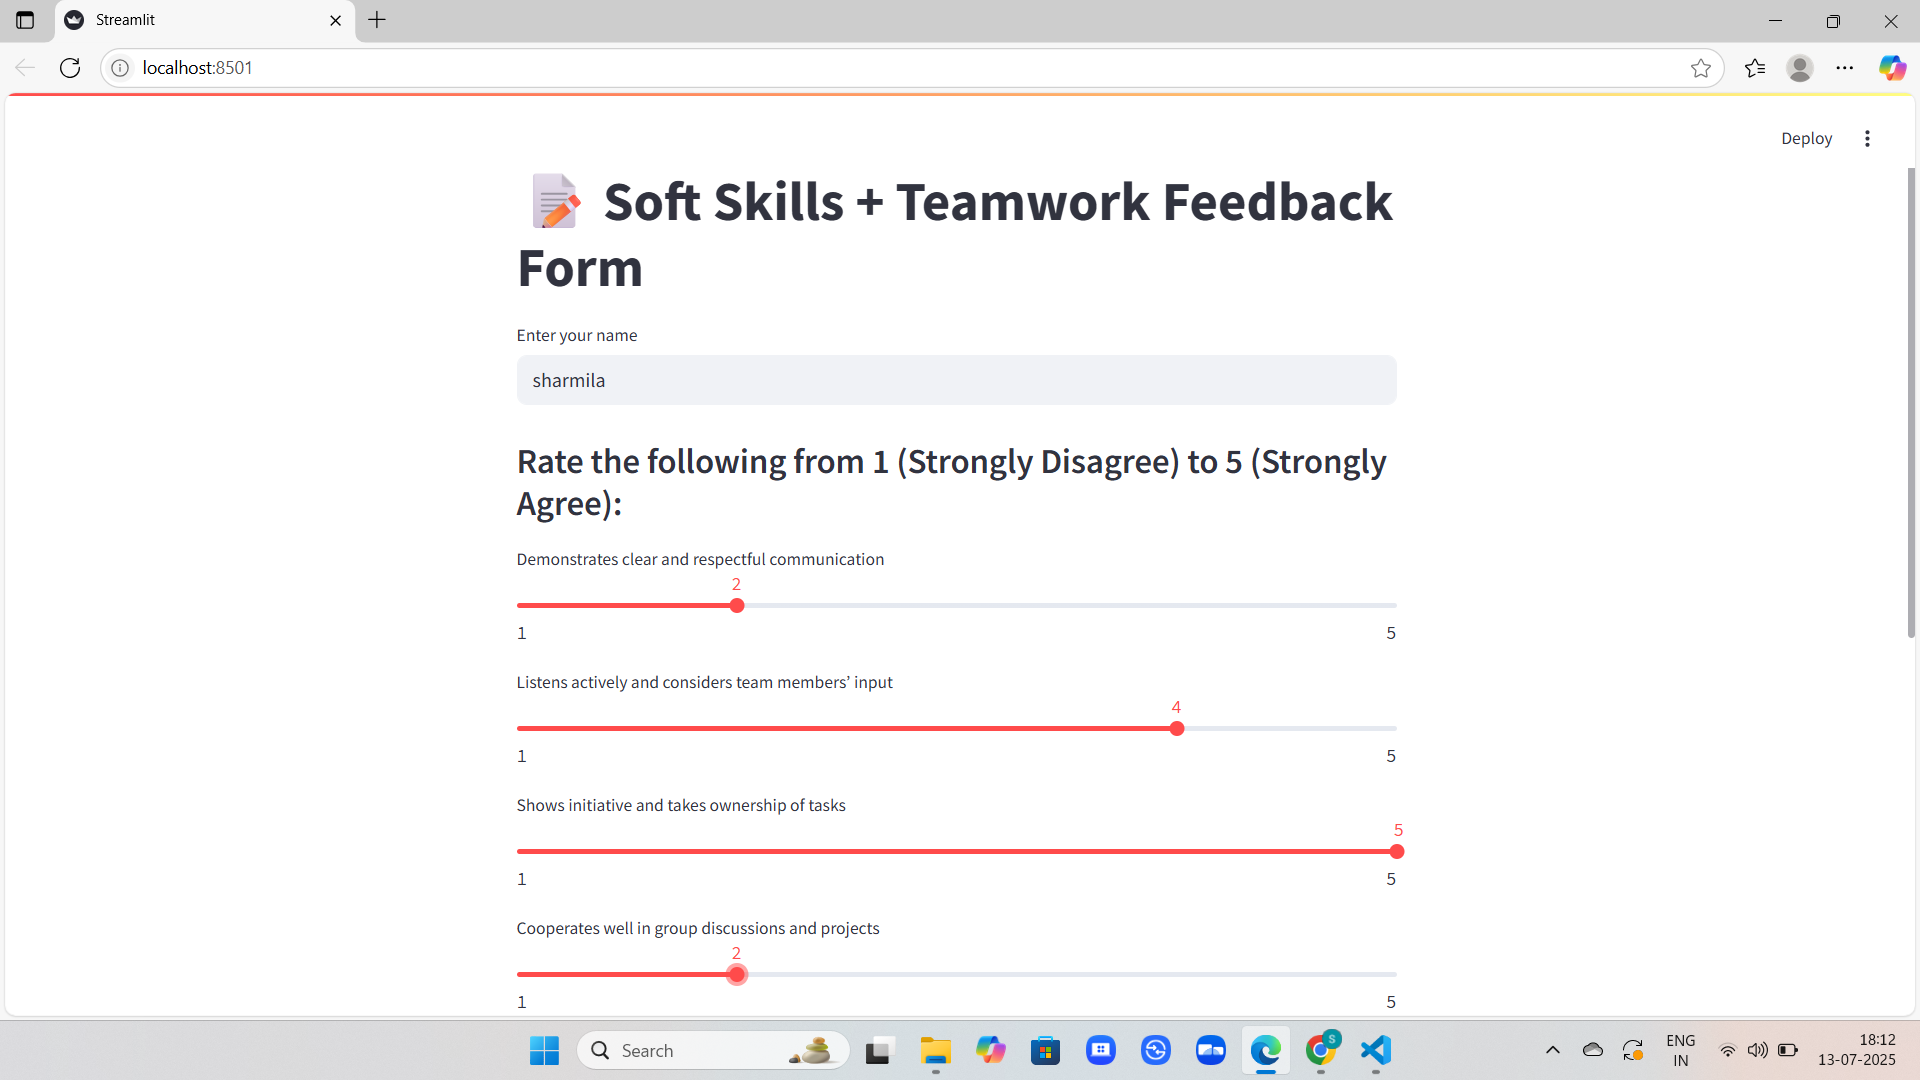 Streamlit
localhost:8501
Deploy
Soft Skills + Teamwork Feedback
Form
Enter your name
sharmila
Rate the following from 1 (Strongly Disagree) to 5 (Strongly
Agree):
Demonstrates clear and respectful communication
2
1 5
Listens actively and considers team members’ input
4
1 5
Shows initiative and takes ownership of tasks
5
1 5
Cooperates well in group discussions and projects
2
1 5
Search
S
ENG
IN
18:12
13-07-2025